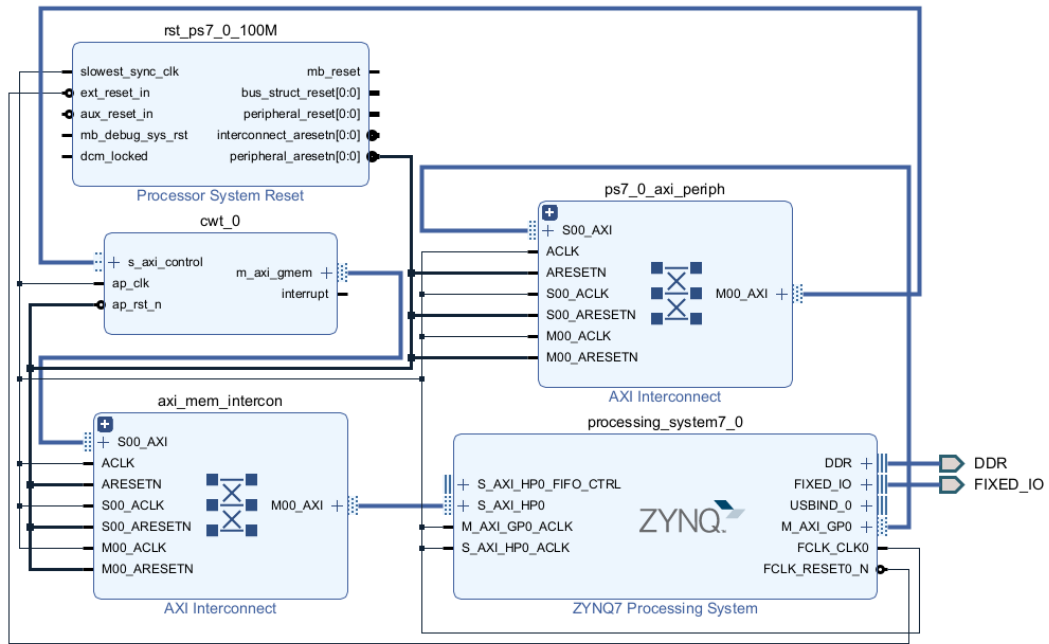 rst_ps7_0_100M
slowest_sync_clk
ext_reset_in
aux_reset_in
mb_debug_sys_rst
dcm_locked
mb_reset
bus_struct_reset[0:0]
peripheral_reset[0:0]
interconnect_aresetn[0:0]
peripheral_aresetn[0:0]
Processor System Reset
cwt_0
s_axi_control
ap_clk
ap_rst_n
m_axi_gmem
interrupt
ps7_0_axi_periph
S00_AXI
ACLK
ARESETN
S00_ACLK
S00_ARESETN
M00_ACLK
M00_ARESETN
M00_AXI
AXI Interconnect
axi_mem_intercon
S00_AXI
ACLK
ARESETN
S00_ACLK
S00_ARESETN
M00_ACLK
M00_ARESETN
M00_AXI
AXI Interconnect
processing_system7_0
S_AXI_HP0_FIFO_CTRL
S_AXI_HP0
M_AXI_GP0_ACLK
S_AXI_HP0_ACLK
ZYNQ
DDR
FIXED_IO
USBIND_0
M_AXI_GP0
FCLK_CLK0
FCLK_RESET0_N
ZYNQ7 Processing System
DDR
FIXED_IO